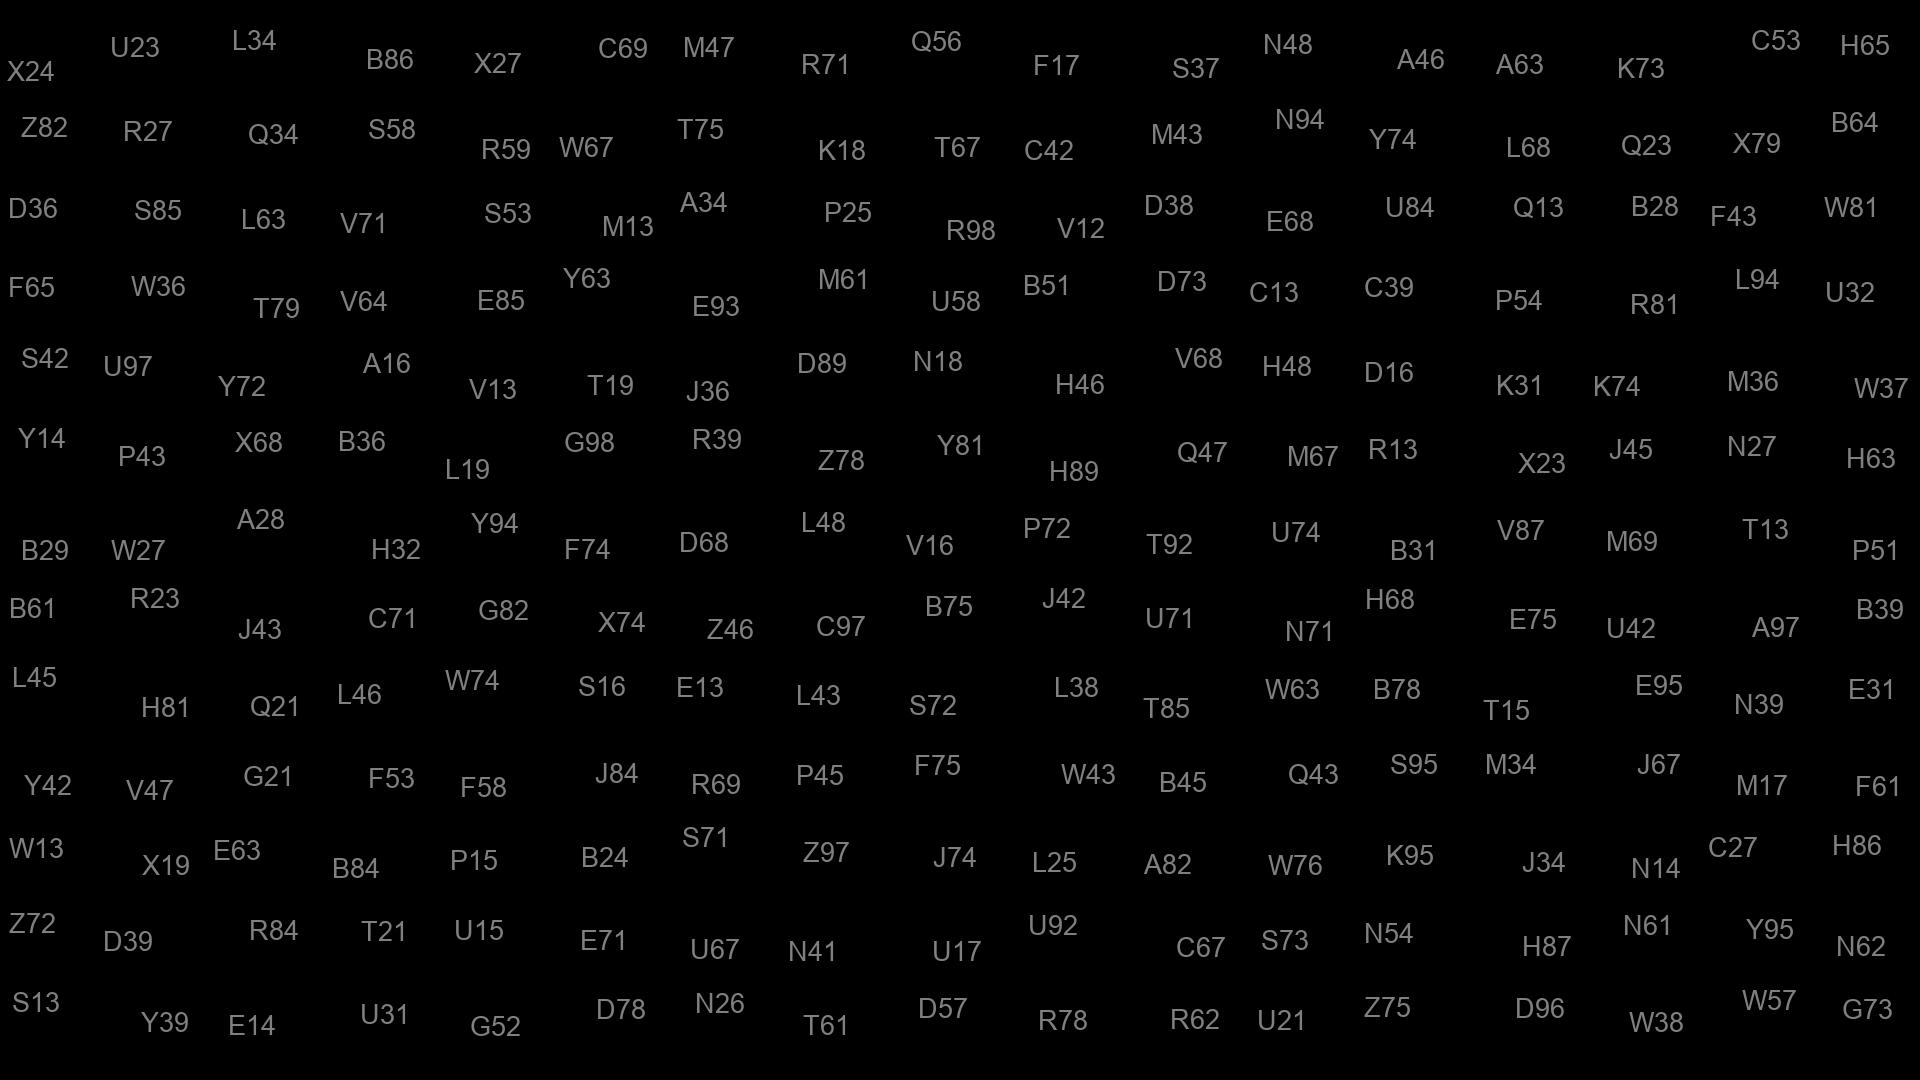 X24 U23 L34 B86 X27 C69 M47 R71 Q56 F17 S37 N48 A46 A63 K73 C53 H65
Z82 R27 Q34 S58 R59 W67 T75 K18 T67 C42 M43 N94 Y74 L68 Q23 X79 B64
D36 S85 L63 V71 S53 M13 A34 P25 R98 V12 D38 E68 U84 Q13 B28 F43 W81
F65 W36 T79 V64 E85 Y63 E93 M61 U58 B51 D73 C13 C39 P54 R81 L94 U32
S42 U97 Y72 A16 V13 T19 J36 D89 N18 H46 V68 H48 D16 K31 K74 M36 W37
Y14 P43 X68 B36 L19 G98 R39 Z78 Y81 H89 Q47 M67 R13 X23 J45 N27 H63
B29 W27 A28 H32 Y94 F74 D68 L48 V16 P72 T92 U74 B31 V87 M69 T13 P51
B61 R23 J43 C71 G82 X74 Z46 C97 B75 J42 U71 N71 H68 E75 U42 A97 B39
L45 H81 Q21 L46 W74 S16 E13 L43 S72 L38 T85 W63 B78 T15 E95 N39 E31
Y42 V47 G21 F53 F58 J84 R69 P45 F75 W43 B45 Q43 S95 M34 J67 M17 F61
W13 X19 E63 B84 P15 B24 S71 Z97 J74 L25 A82 W76 K95 J34 N14 C27 H86
Z72 D39 R84 T21 U15 E71 U67 N41 U17 U92 C67 S73 N54 H87 N61 Y95 N62
S13 Y39 E14 U31 G52 D78 N26 T61 D57 R78 R62 U21 Z75 D96 W38 W57 G73